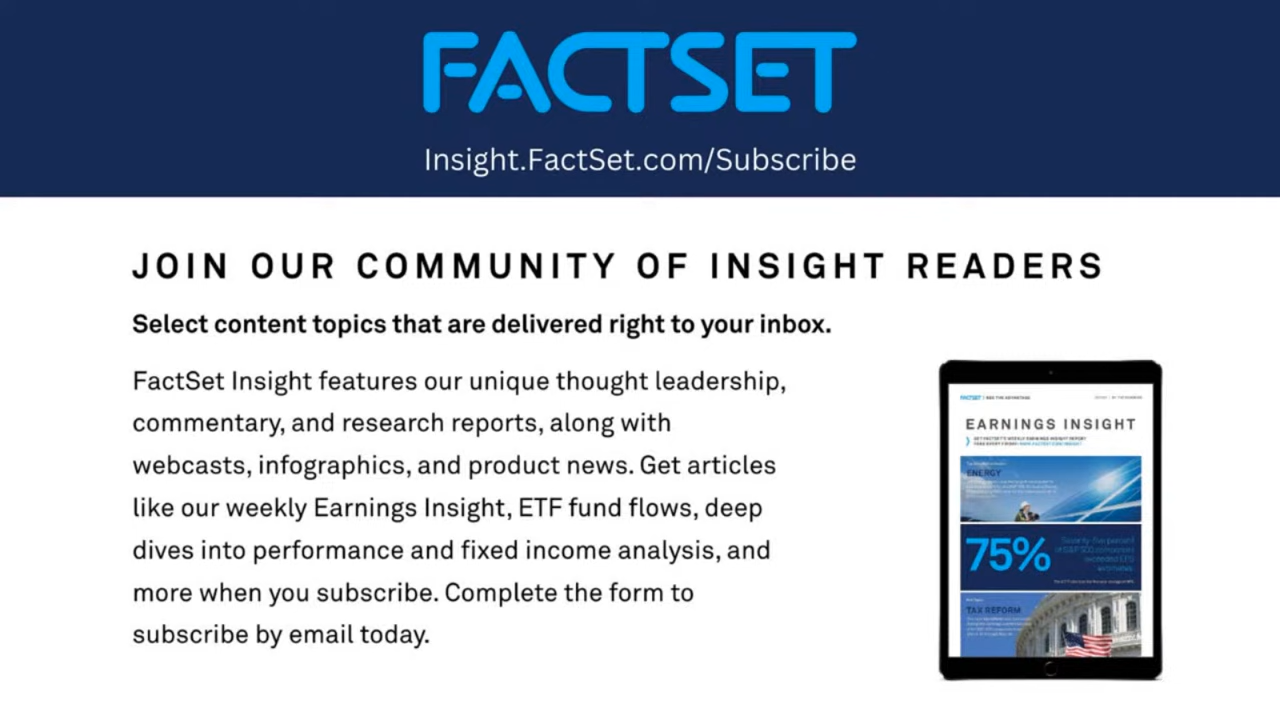 FACTSET
Insight.FactSet.com/Subscribe
JOIN OUR COMMUNITY OF INSIGHT READERS
Select content topics that are delivered right to your inbox.
FactSet Insight features our unique thought leadership,
commentary, and research reports, along with
webcasts, infographics, and product news. Get articles
like our weekly Earnings Insight, ETF fund flows, deep
dives into performance and fixed income analysis, and
more when you subscribe. Complete the form to
subscribe by email today.
FACTSET | SEE THE ADVANTAGE
EARNINGS INSIGHT
ENERGY
75%
TAX REFORM